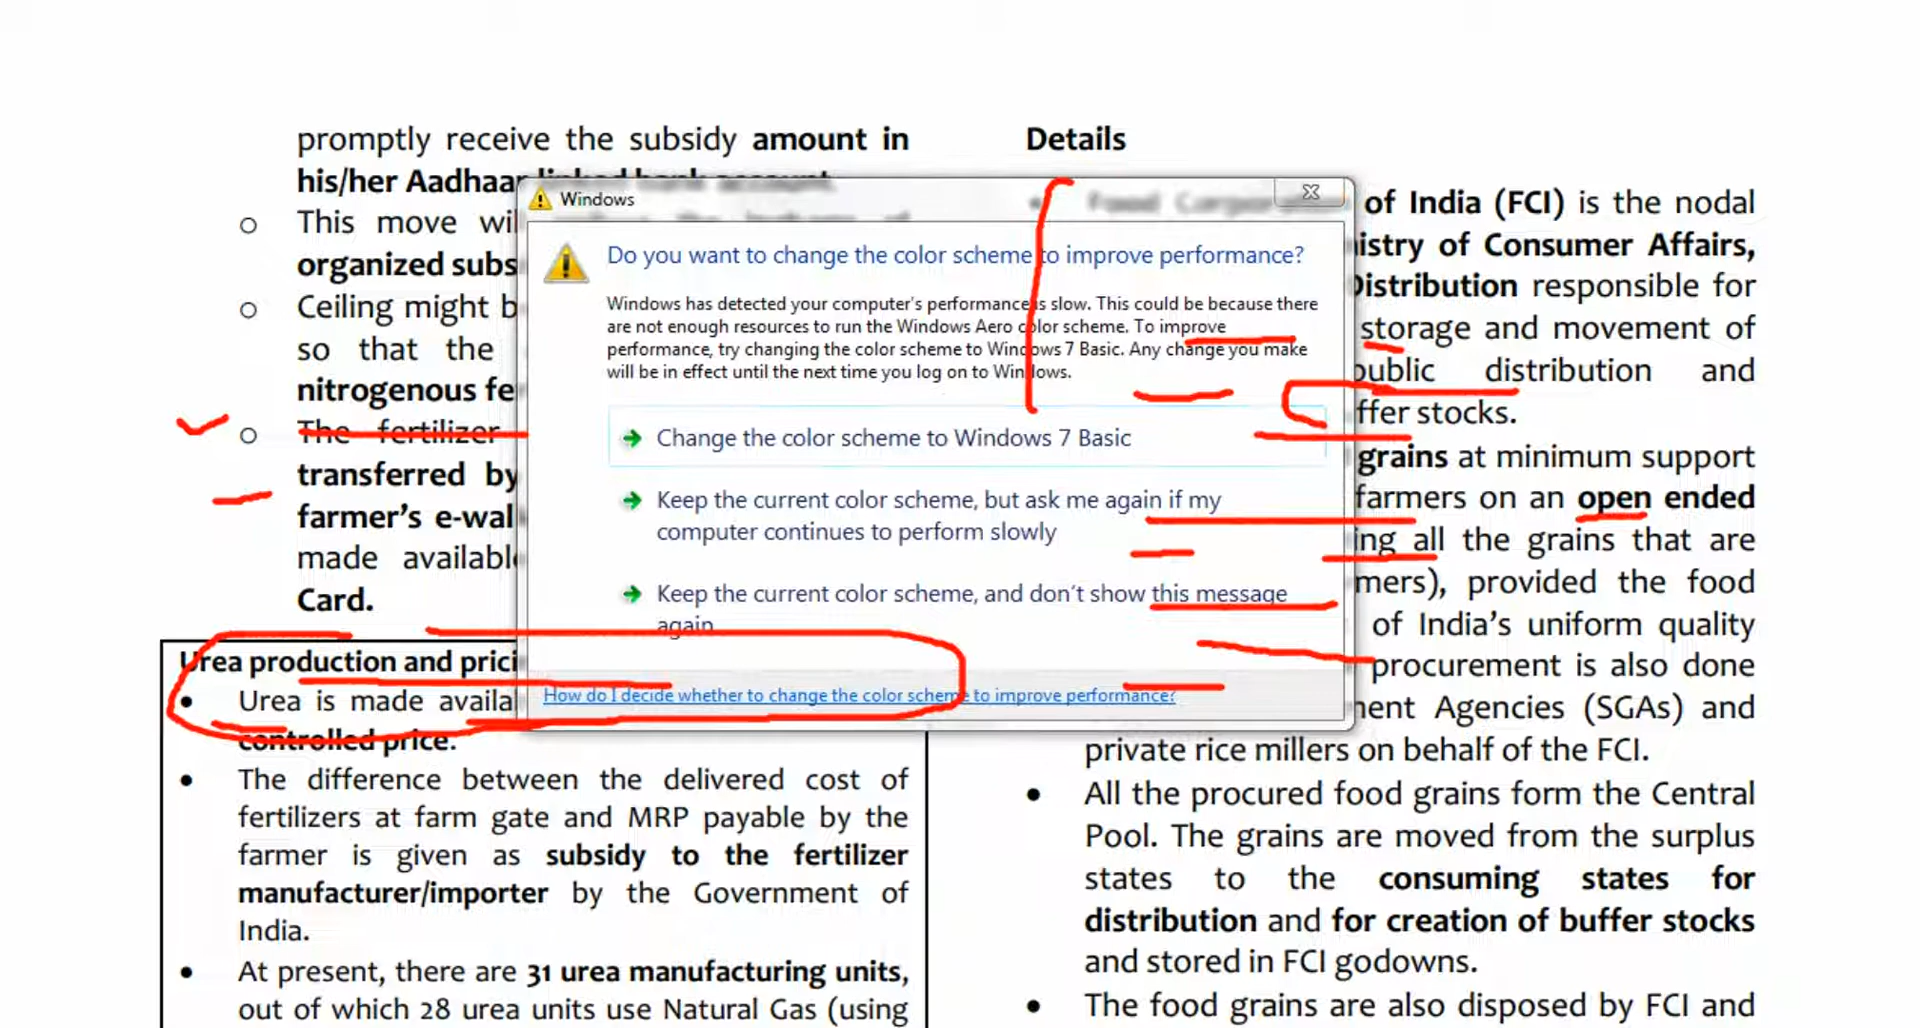 promptly receive the subsidy amount in
his/her Aadhaar linked bank account.
This move wil
organized subs
Ceiling might b
so that the
nitrogenous fe
The fertilizer
transferred by
farmer's e-wal
made availabl
Card.
Urea production and prici
Urea is made availa
controlled price.
The difference between the delivered cost of
fertilizers at farm gate and MRP payable by the
farmer is given as subsidy to the fertilizer
manufacturer/importer by the Government of
India.
At present, there are 31 urea manufacturing units,
out of which 28 urea units use Natural Gas (using
Windows
Do you want to change the color scheme to improve performance?
Windows has detected your computer's performance is slow. This could be because there
are not enough resources to run the Windows Aero color scheme. To improve
performance, try changing the color scheme to Windows 7 Basic. Any change you make
will be in effect until the next time you log on to Windows.
Change the color scheme to Windows 7 Basic
Keep the current color scheme, but ask me again if my
computer continues to perform slowly
Keep the current color scheme, and don't show this message
again
How do I decide whether to change the color scheme to improve performance?
Details
Food Corporation of India (FCI) is the nodal
istry of Consumer Affairs,
Distribution responsible for
storage and movement of
public distribution and
ffer stocks.
grains at minimum support
farmers on an open ended
ing all the grains that are
mers), provided the food
of India's uniform quality
procurement is also done
ent Agencies (SGAs) and
private rice millers on behalf of the FCI.
All the procured food grains form the Central
Pool. The grains are moved from the surplus
states to the consuming states for
distribution and for creation of buffer stocks
and stored in FCI godowns.
The food grains are also disposed by FCI and